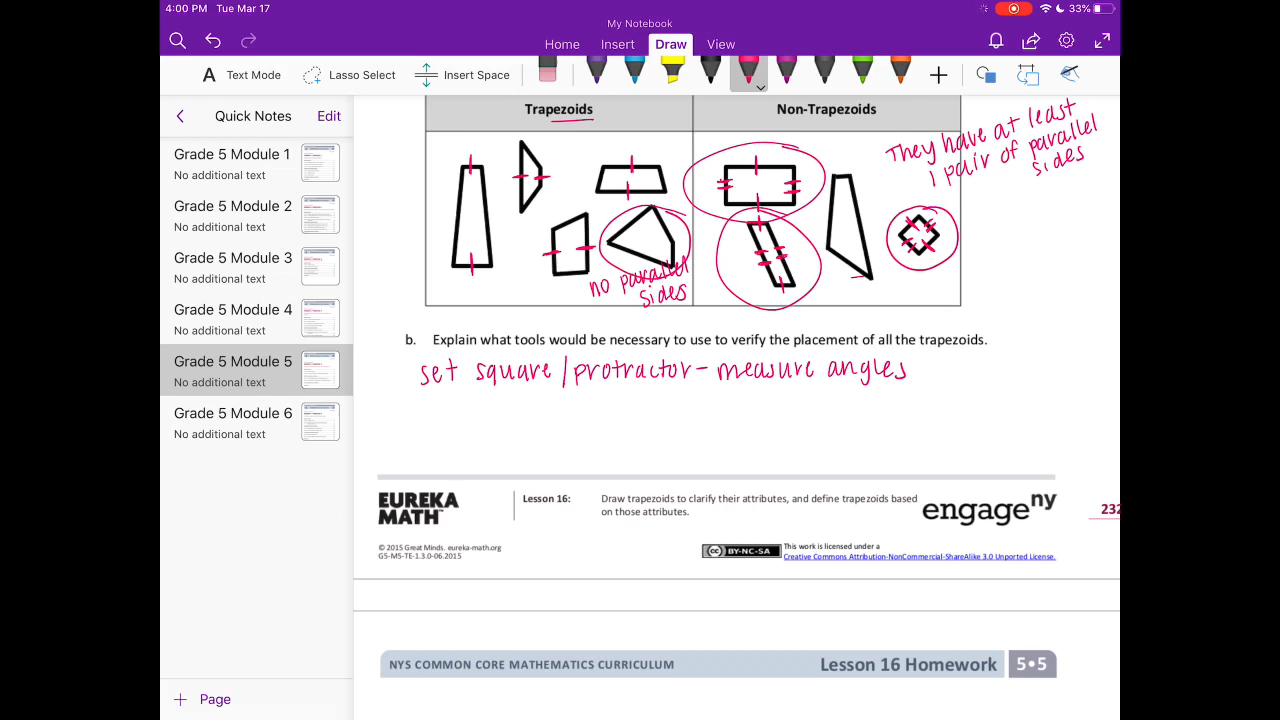 4:00 PM Tue Mar 17
33%
My Notebook
Home Insert Draw View
A Text Mode Lasso Select Insert Space
Quick Notes Edit
Grade 5 Module 1
No additional text
Grade 5 Module 2
No additional text
Grade 5 Module 3
No additional text
Grade 5 Module 4
No additional text
Grade 5 Module 5
No additional text
Grade 5 Module 6
No additional text
+ Page
Trapezoids Non-Trapezoids
They have at least
1 pair of parallel
sides
no parallel
sides
b. Explain what tools would be necessary to use to verify the placement of all the trapezoids.
set square / protractor - measure angles
EUREKA
MATH™
Lesson 16: Draw trapezoids to clarify their attributes, and define trapezoids based
on those attributes.
engageny
232
© 2015 Great Minds. eureka-math.org
G5-M5-TE-1.3.0-06.2015
cc BY-NC-SA
This work is licensed under a
Creative Commons Attribution-NonCommercial-ShareAlike 3.0 Unported License.
NYS COMMON CORE MATHEMATICS CURRICULUM Lesson 16 Homework 5•5